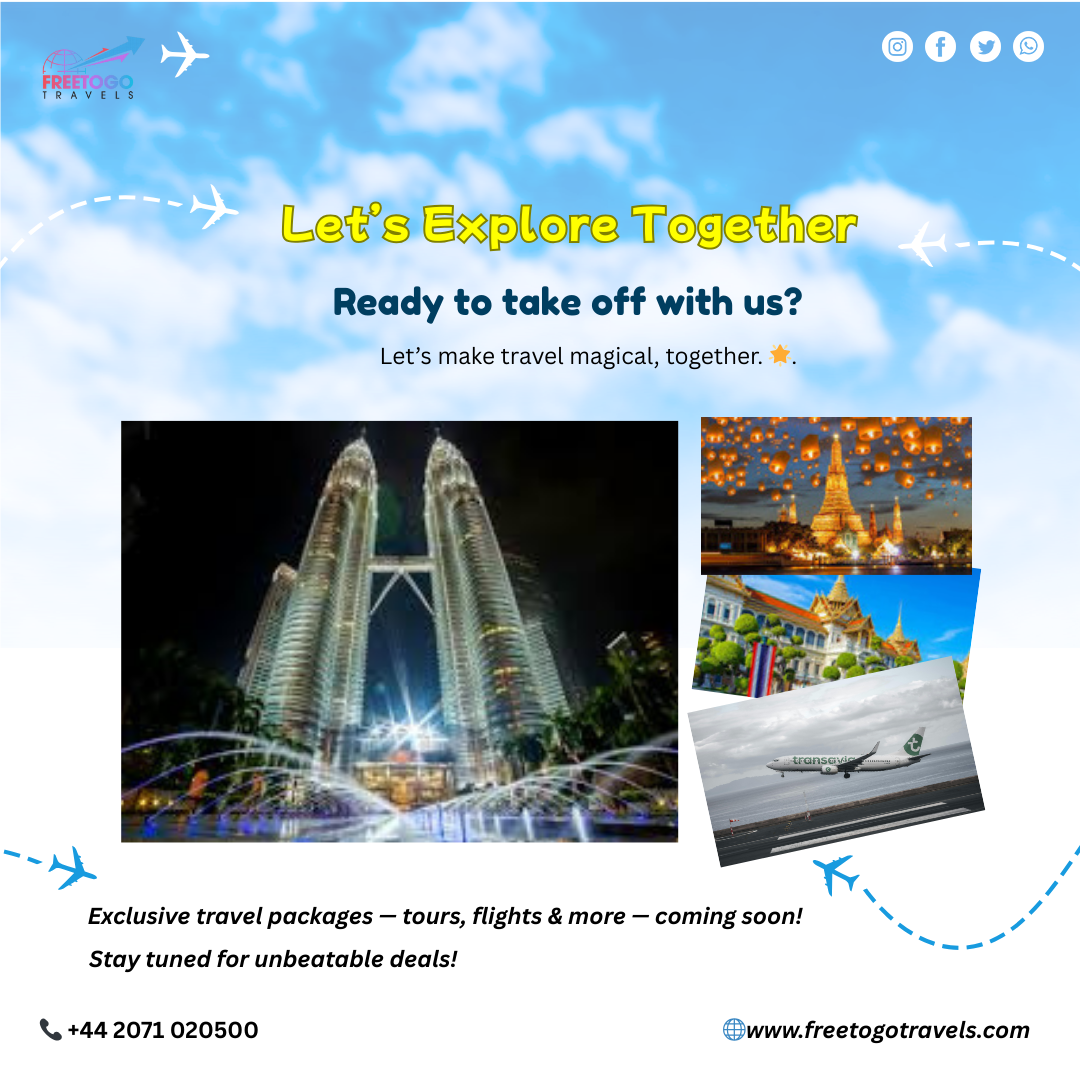 FREETOGO
TRAVELS
Let's Explore Together
Ready to take off with us?
Let's make travel magical, together. 🌟.
transavia
t
Exclusive travel packages — tours, flights & more — coming soon!
Stay tuned for unbeatable deals!
📞 +44 2071 020500
🌐www.freetogotravels.com